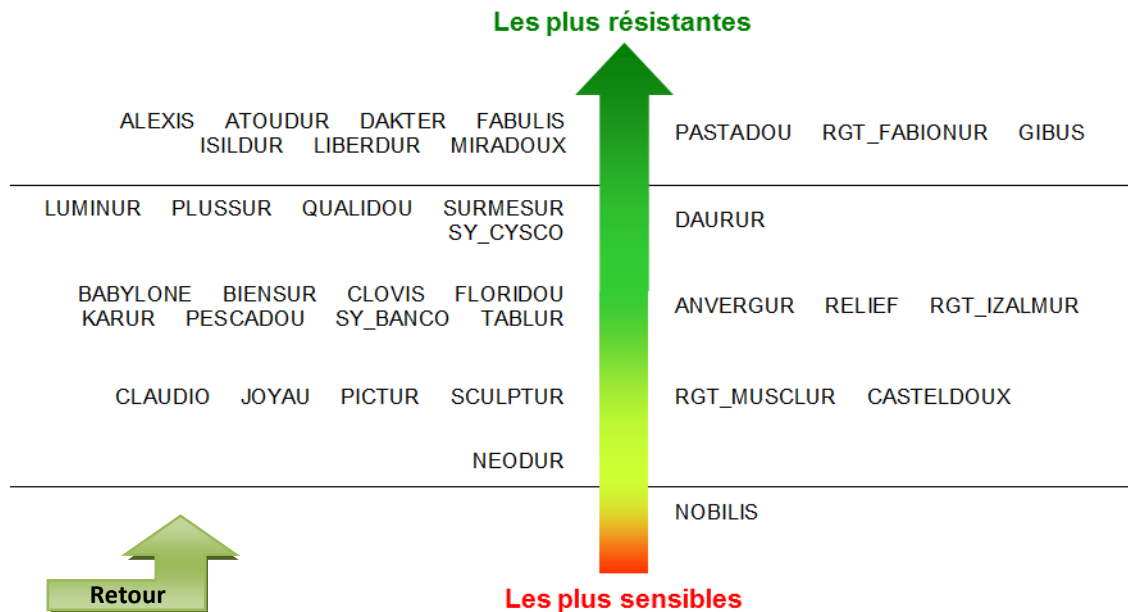 Les plus résistantes
ALEXIS ATOUDUR DAKTER FABULIS
ISILDUR LIBERDUR MIRADOUX
PASTADOU RGT_FABIONUR GIBUS
LUMINUR PLUSSUR QUALIDOU SURMESUR
SY_CYSCO
DAURUR
BABYLONE BIENSUR CLOVIS FLORIDOU
KARUR PESCADOU SY_BANCO TABLUR
ANVERGUR RELIEF RGT_IZALMUR
CLAUDIO JOYAU PICTUR SCULPTUR
RGT_MUSCLUR CASTELDOUX
NEODUR
NOBILIS
Retour
Les plus sensibles